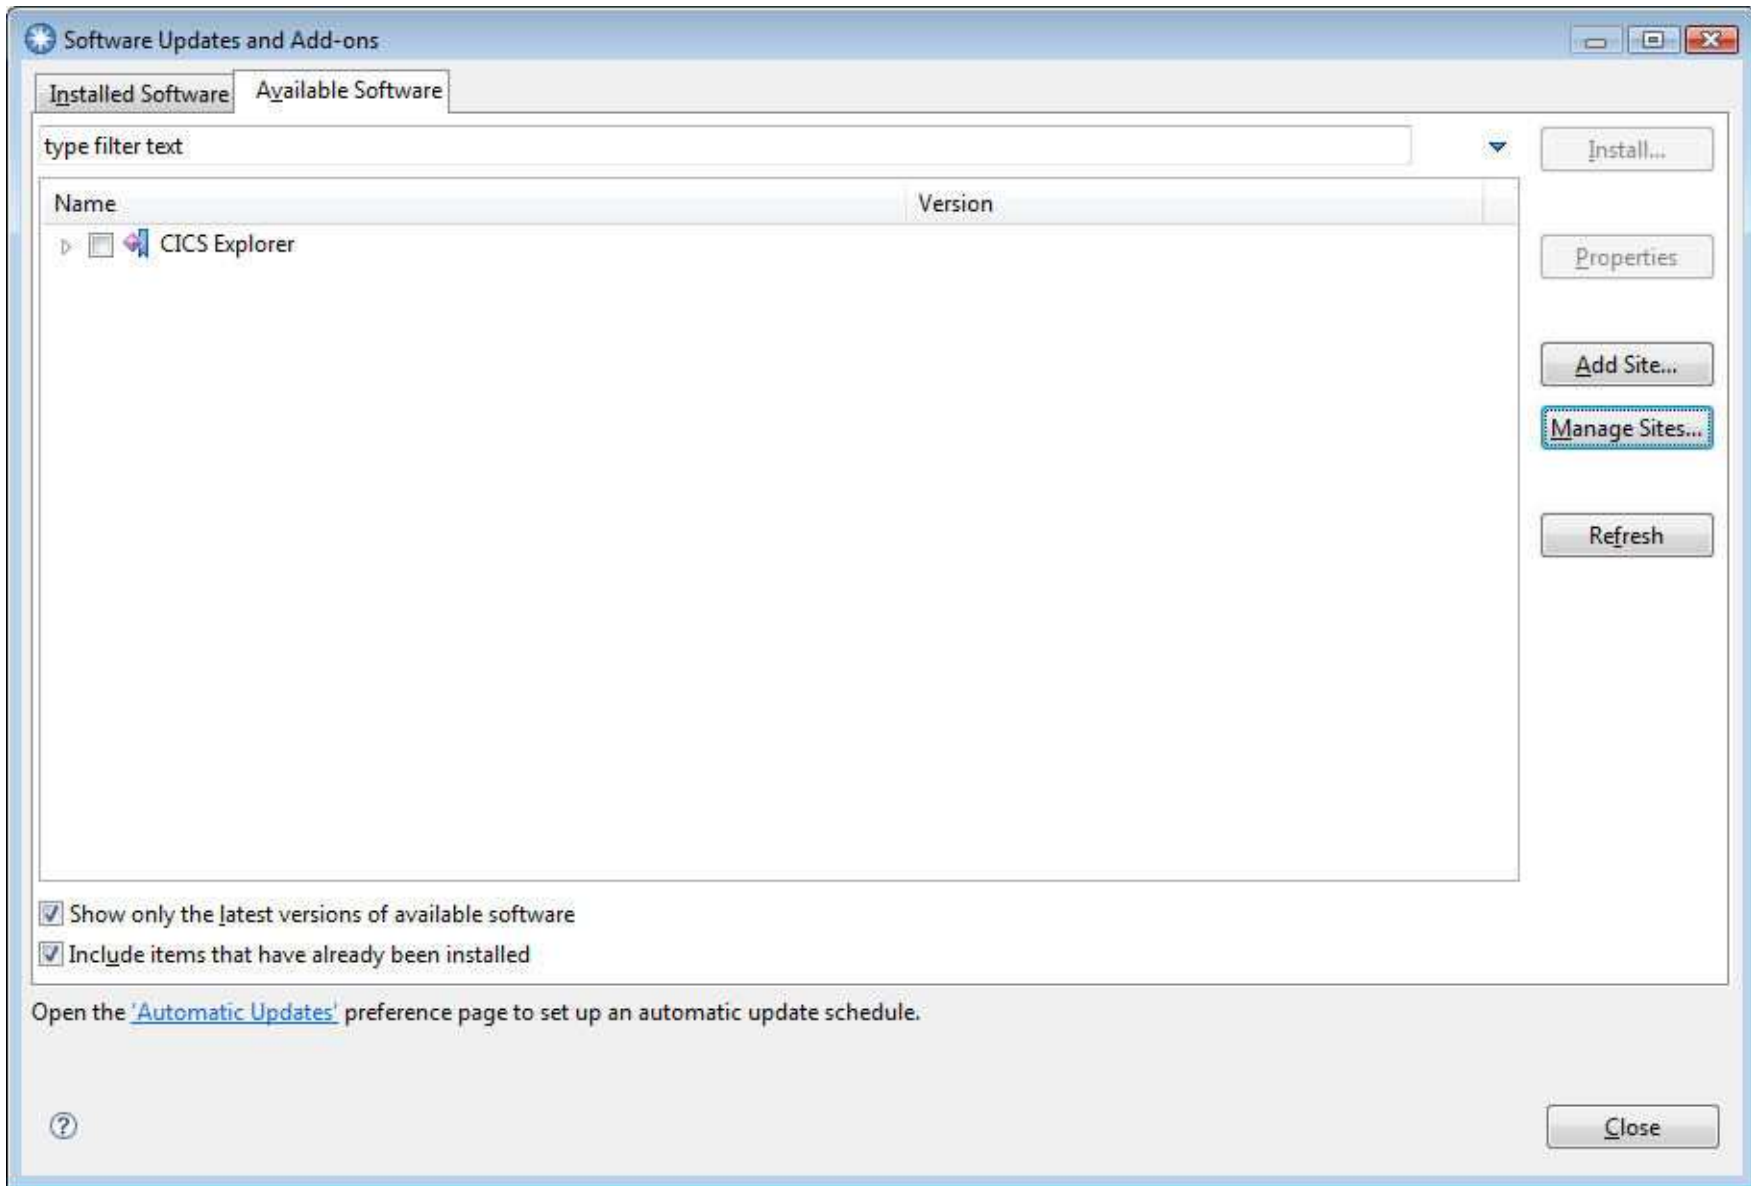 Software Updates and Add-ons
Installed Software Available Software
type filter text Install...
Name Version
CICS Explorer
Properties
Add Site...
Manage Sites...
Refresh
Show only the latest versions of available software
Include items that have already been installed
Open the 'Automatic Updates' preference page to set up an automatic update schedule.
? Close